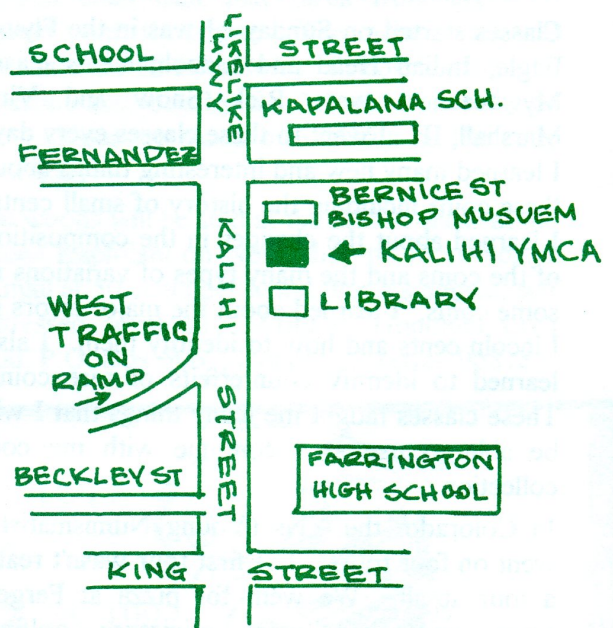 SCHOOL
LIKELIKE HWY
STREET
KAPALAMA SCH.
FERNANDEZ
BERNICE ST
BISHOP MUSUEM
KALIHI STREET
KALIHI YMCA
LIBRARY
WEST
TRAFFIC
ON
RAMP
BECKLEY ST
FARRINGTON
HIGH SCHOOL
KING STREET